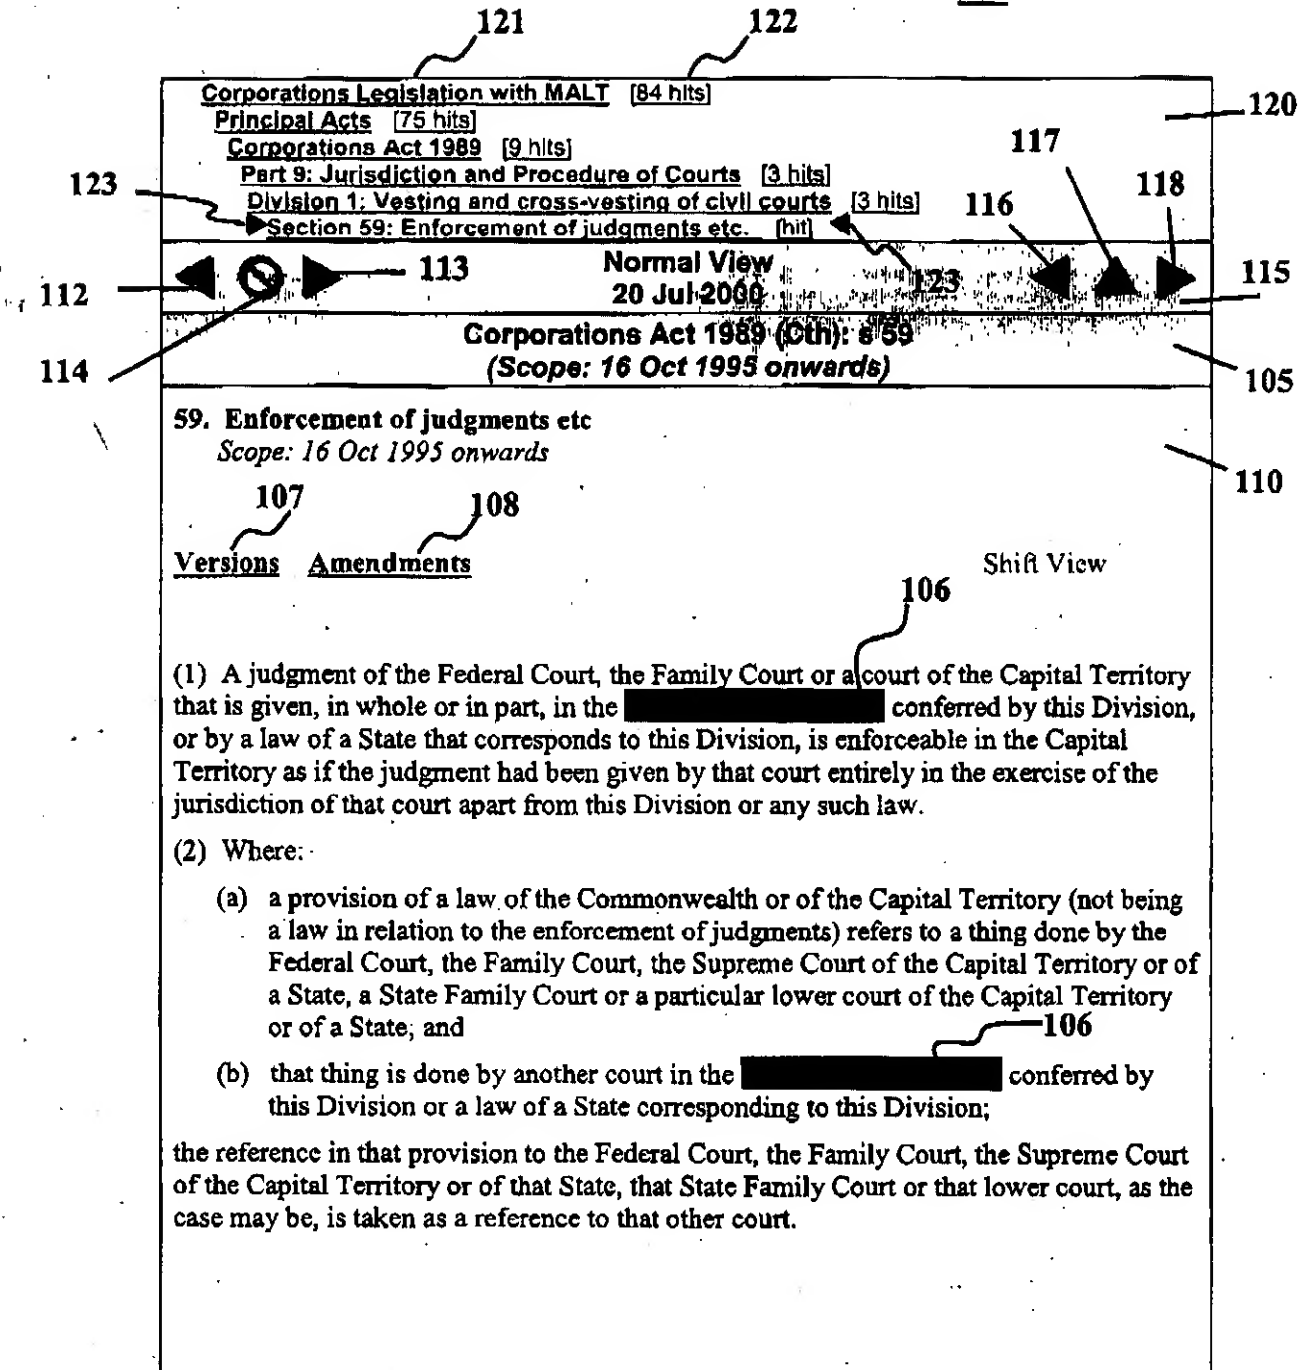 121 122
Corporations Legislation with MALT [84 hits]
120
Principal Acts [75 hits]
117
Corporations Act 1989 [9 hits]
123 Part 9: Jurisdiction and Procedure of Courts [3 hits] 118
Division 1: Vesting and cross-vesting of civil courts [3 hits] 116
Section 59: Enforcement of judgments etc. [hit]
113 Normal View 123 115
112 20 Jul 2000
Corporations Act 1989 (Cth): s 59
114 (Scope: 16 Oct 1995 onwards) 105
59. Enforcement of judgments etc
Scope: 16 Oct 1995 onwards
110
107 108
Versions Amendments Shift View
106
(1) A judgment of the Federal Court, the Family Court or a court of the Capital Territory
that is given, in whole or in part, in the conferred by this Division,
or by a law of a State that corresponds to this Division, is enforceable in the Capital
Territory as if the judgment had been given by that court entirely in the exercise of the
jurisdiction of that court apart from this Division or any such law.
(2) Where:
(a) a provision of a law of the Commonwealth or of the Capital Territory (not being
a law in relation to the enforcement of judgments) refers to a thing done by the
Federal Court, the Family Court, the Supreme Court of the Capital Territory or of
a State, a State Family Court or a particular lower court of the Capital Territory
or of a State; and
106
(b) that thing is done by another court in the conferred by
this Division or a law of a State corresponding to this Division;
the reference in that provision to the Federal Court, the Family Court, the Supreme Court
of the Capital Territory or of that State, that State Family Court or that lower court, as the
case may be, is taken as a reference to that other court.